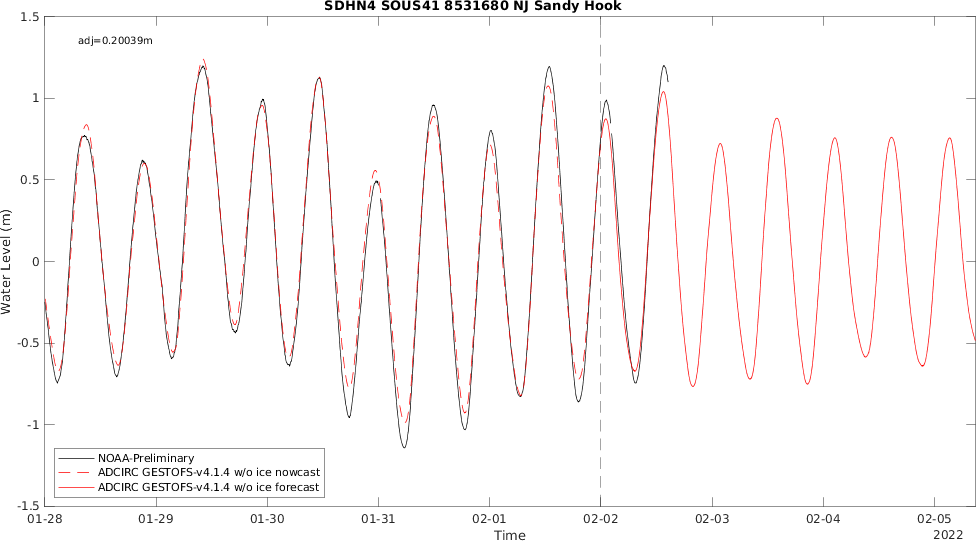 SDHN4 SOUS41 8531680 NJ Sandy Hook
adj=0.20039m
1.5
1
0.5
0
-0.5
-1
-1.5
Water Level (m)
NOAA-Preliminary
ADCIRC GESTOFS-v4.1.4 w/o ice nowcast
ADCIRC GESTOFS-v4.1.4 w/o ice forecast
01-28 01-29 01-30 01-31 02-01 02-02 02-03 02-04 02-05
Time
2022